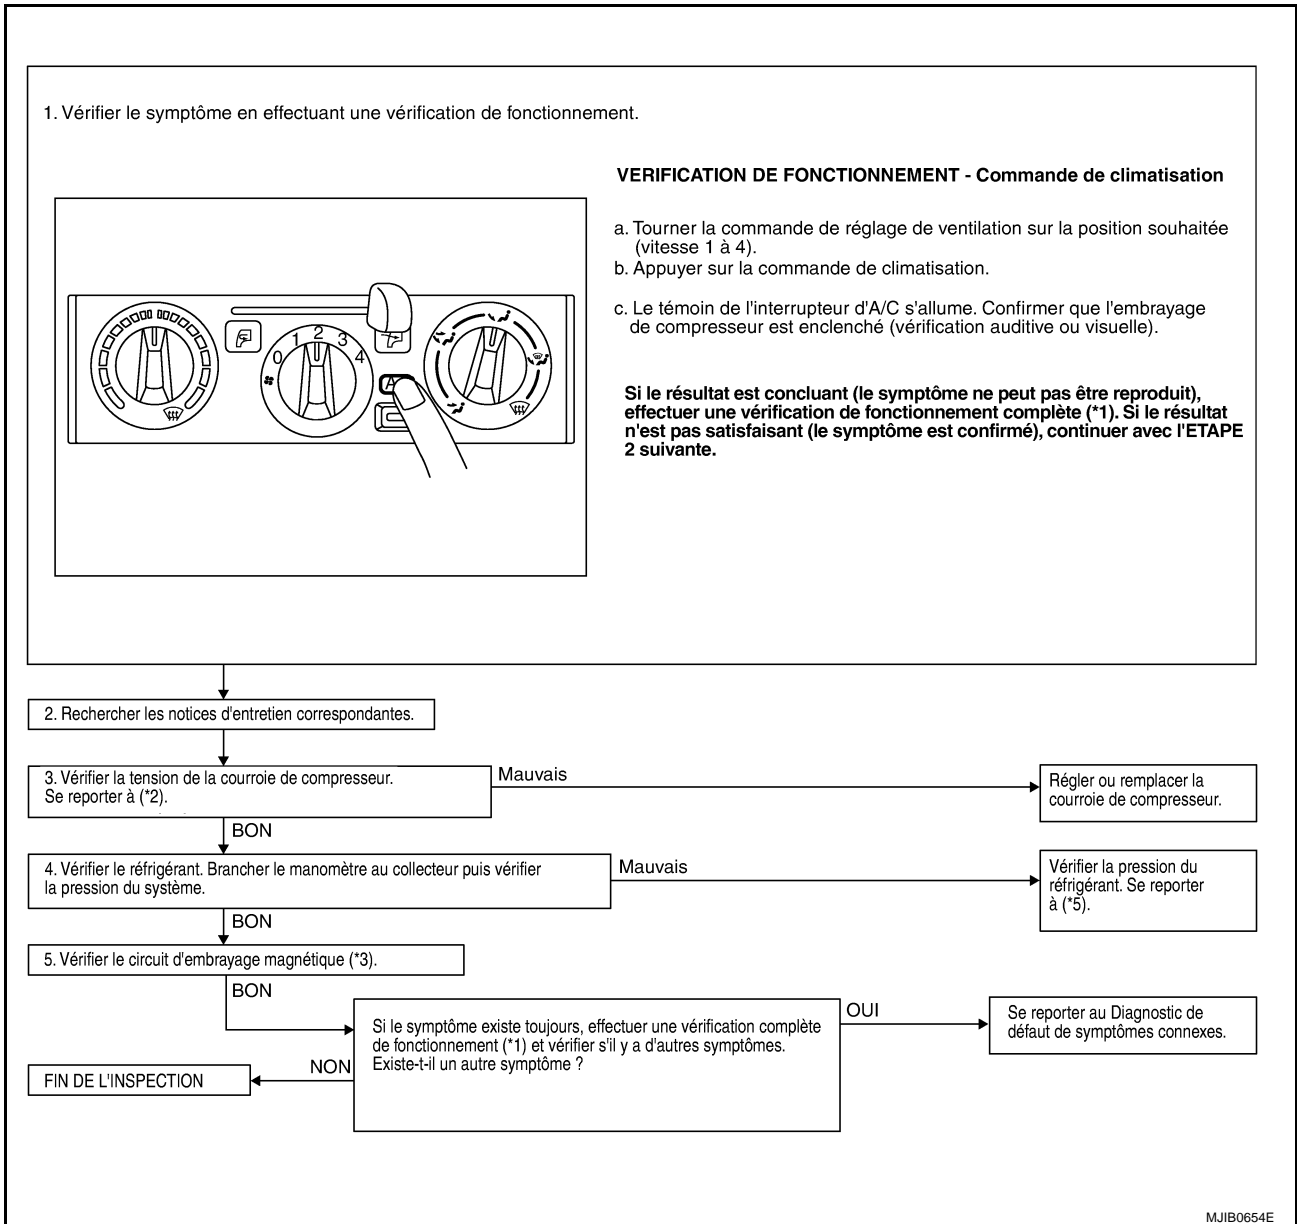 1. Vérifier le symptôme en effectuant une vérification de fonctionnement.
VERIFICATION DE FONCTIONNEMENT - Commande de climatisation
a. Tourner la commande de réglage de ventilation sur la position souhaitée
(vitesse 1 à 4).
b. Appuyer sur la commande de climatisation.
c. Le témoin de l'interrupteur d'A/C s'allume. Confirmer que l'embrayage
de compresseur est enclenché (vérification auditive ou visuelle).
Si le résultat est concluant (le symptôme ne peut pas être reproduit),
effectuer une vérification de fonctionnement complète (*1). Si le résultat
n'est pas satisfaisant (le symptôme est confirmé), continuer avec l'ETAPE
2 suivante.
0 1 2 3 4
A
2. Rechercher les notices d'entretien correspondantes.
3. Vérifier la tension de la courroie de compresseur.
Se reporter à (*2).
Mauvais
Régler ou remplacer la
courroie de compresseur.
BON
4. Vérifier le réfrigérant. Brancher le manomètre au collecteur puis vérifier
la pression du système.
Mauvais
Vérifier la pression du
réfrigérant. Se reporter
à (*5).
BON
5. Vérifier le circuit d'embrayage magnétique (*3).
BON
Si le symptôme existe toujours, effectuer une vérification complète
de fonctionnement (*1) et vérifier s'il y a d'autres symptômes.
Existe-t-il un autre symptôme ?
OUI
Se reporter au Diagnostic de
défaut de symptômes connexes.
NON
FIN DE L'INSPECTION
MJIB0654E